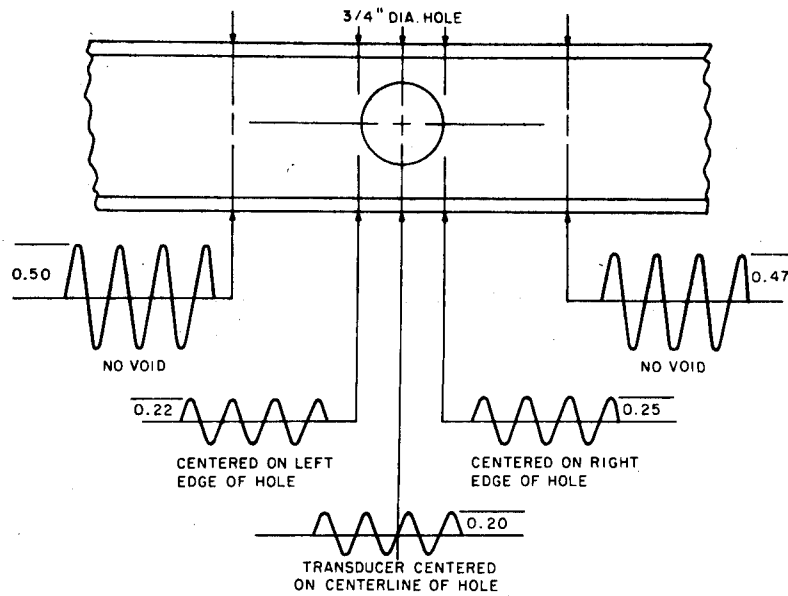 3/4" DIA. HOLE
0.50
0.47
NO VOID
NO VOID
0.22
0.25
CENTERED ON LEFT
EDGE OF HOLE
CENTERED ON RIGHT
EDGE OF HOLE
0.20
TRANSDUCER CENTERED
ON CENTERLINE OF HOLE